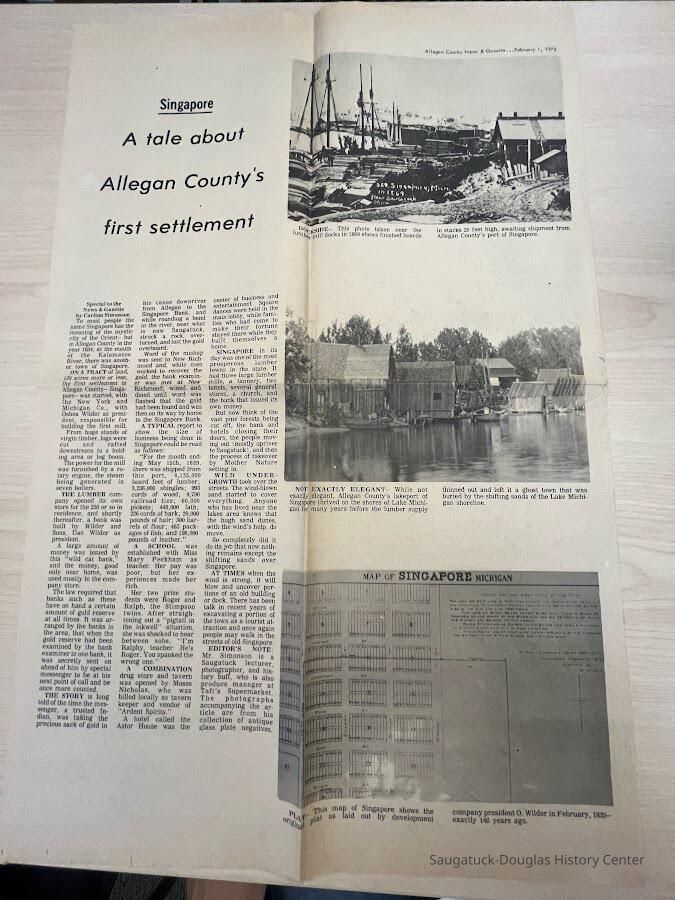 Allegan County News & Gazette...February 1, 1973
Singapore
A tale about
Allegan County's
first settlement
Special to the
News & Gazette
by Carlton Simonson
To most people the
name Singapore has the
meaning of the mystic
city of the Orient— but
in Allegan County in the
year 1834, at the mouth
of the Kalamazoo
River, there was anoth-
er town of Singapore.
On A TRACT of land,
120 acres more or less,
the first settlement in
Allegan County— Singa-
pore—was started, with
the New York and
Michigan Co., with
Oshea Wilder as presi-
dent, responsible for
building the first mill.
From huge stands of
virgin timber, logs were
cut and rafted
downstream to a hold-
ing area or log boom.
The power for the mill
was furnished by a ro-
tary engine, the steam
being generated in
seven boilers.
THE LUMBER com-
pany opened its own
store for the 250 or so in
residence, and shortly
thereafter, a bank was
built by Wilder and
Sons, Dan Wilder as
president.
A large amount of
money was issued by
this "wild cat bank,"
and the money, good
only near home, was
used mostly in the com-
pany store.
The law required that
banks such as these
have on hand a certain
amount of gold reserve
at all times. It was ar-
ranged by the banks in
the area, that when the
gold reserve had been
examined by the bank
examiner in one bank, it
was secretly sent on
ahead of him by special
messenger to be at his
next point of call and be
once more counted.
THE STORY is long
told of the time the mes-
senger, a trusted In-
dian, was taking the
precious sack of gold in
his canoe downriver
from Allegan to the
Singapore Bank, and
while rounding a bend
in the river, near what
is now Saugatuck,
struck a rock, over-
turned, and lost the gold
overboard.
Word of the mishap
was sent to New Rich-
mond and, while men
worked to recover the
gold, the bank examin-
er was met at New
Richmond, wined and
dined until word was
flashed that the gold
had been found and was
then on its way by horse
to the Singapore Bank.
A TYPICAL report to
show the size of
business being done in
Singapore could be read
as follows:
"For the month end-
ing May 15th, 1839,
there was shipped from
this port, 4,135,000
board feet of lumber;
3,236,000 shingles; 993
cords of wood; 9,700
railroad ties; 60,000
pickets; 448,000 lath;
226 cords of bark; 29,000
pounds of hair; 300 bar-
rels of flour; 463 pack-
ages of fish; and 198,000
pounds of leather."
A SCHOOL was
established with Miss
Mary Peckham as
teacher. Her pay was
poor, but her ex-
periences made her
rich.
Her two prize stu-
dents were Roger and
Ralph, the Stimpson
twins. After straigh-
tening out a "pigtail in
the inkwell" situation,
she was shocked to hear
between sobs, "I'm
Ralphy, teacher. He's
Roger. You spanked the
wrong one."
A COMBINATION
drug store and tavern
was opened by Moses
Nicholas, who was
billed locally as tavern
keeper and vendor of
"Ardent Spirits."
A hotel called the
Astor House was the
center of business and
entertainment. Square
dances were held in the
main lobby, while fami-
lies who had come to
make their fortune
stayed there while they
built themselves a
home.
SINGAPORE in its
day was one of the most
prosperous lumber
towns in the state. It
had three large lumber
mills, a tannery, two
hotels, several general
stores, a church, and
the bank that issued its
own money.
But now think of the
vast pine forests being
cut off, the bank and
hotels closing their
doors, the people mov-
ing out (mostly upriver
to Saugatuck), and then
the process of takeover
by Mother Nature
setting in.
WILD UNDER-
GROWTH took over the
streets. The wind-blown
sand started to cover
everything. Anyone
who has lived near the
lakes area knows that
the hugh sand dunes,
with the wind's help, do
move.
So completely did it
do its job that now noth-
ing remains except the
shifting sands over
Singapore.
AT TIMES when the
wind is strong, it will
blow and uncover por-
tions of an old building
or dock. There has been
talk in recent years of
excavating a portion of
the town as a tourist at-
traction and once again
people may walk in the
streets of old Singapore.
EDITOR'S NOTE:
Mr. Simonson is a
Saugatuck lecturer,
photographer, and his-
tory buff, who is also
produce manager at
Taft's Supermarket.
The photographs
accompanying the ar-
ticle are from his
collection of antique
glass plate negatives.
Singapore, Mich.
in 1869
Near Saugatuck
Mich.
DOCKSIDE— This photo taken near the
lumber mill docks in 1869 shows finished boards
in stacks 20 feet high, awaiting shipment from
Allegan County's port of Singapore.
NOT EXACTLY ELEGANT— While not
exactly elegant, Allegan County's lakeport of
Singapore thrived on the shores of Lake Michi-
gan for many years before the lumber supply
thinned out and left it a ghost town that was
buried by the shifting sands of the Lake Michi-
gan shoreline.
MAP OF SINGAPORE MICHIGAN
This map of Singapore shows the
original plat as laid out by development
company president O. Wilder in February, 1833—
exactly 140 years ago.
Saugatuck-Douglas History Center